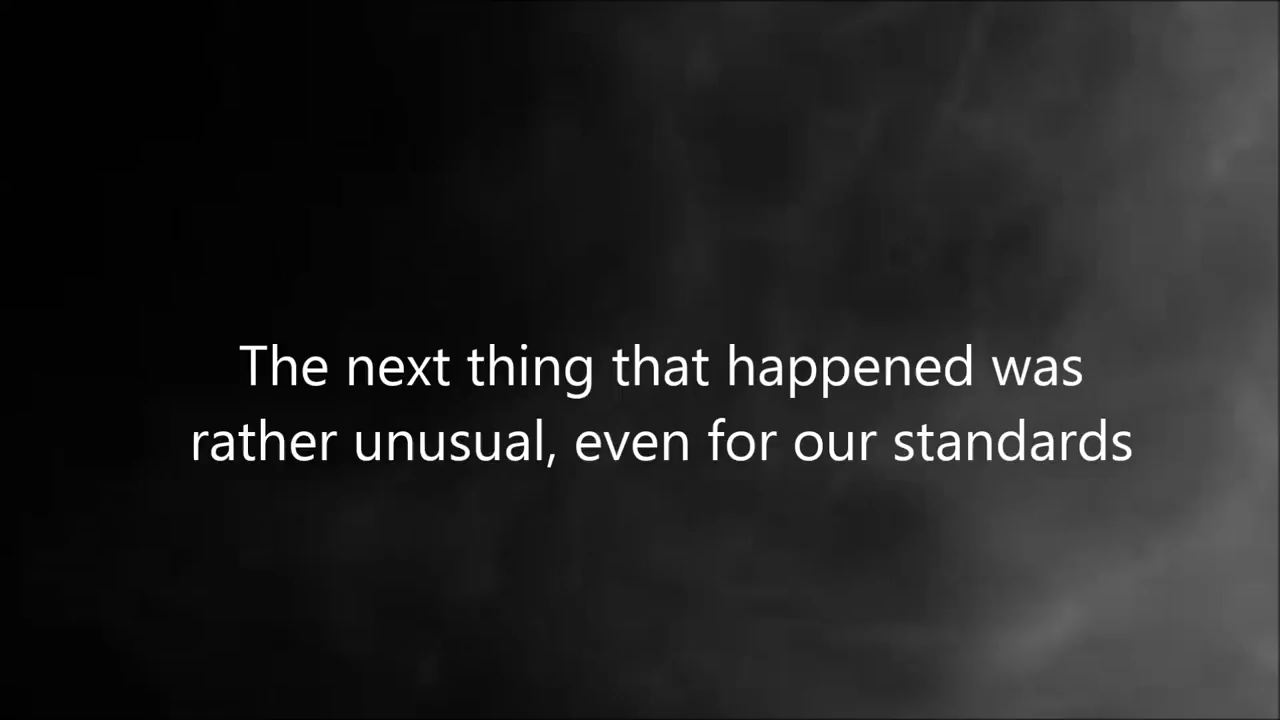 The next thing that happened was
rather unusual, even for our standards